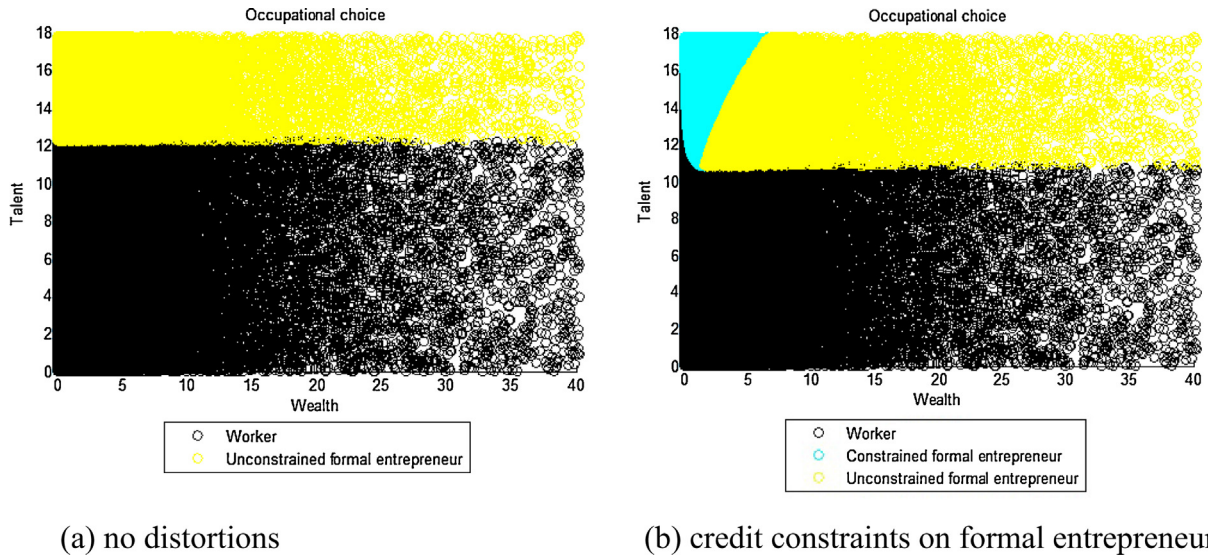 Occupational choice
18
16
14
12
10
8
6
4
2
0
Talent
0 5 10 15 20 25 30 35 40
Wealth
Worker
Unconstrained formal entrepreneur
(a) no distortions
Occupational choice
18
16
14
12
10
8
6
4
2
0
Talent
0 5 10 15 20 25 30 35 40
Wealth
Worker
Constrained formal entrepreneur
Unconstrained formal entrepreneur
(b) credit constraints on formal entrepreneur